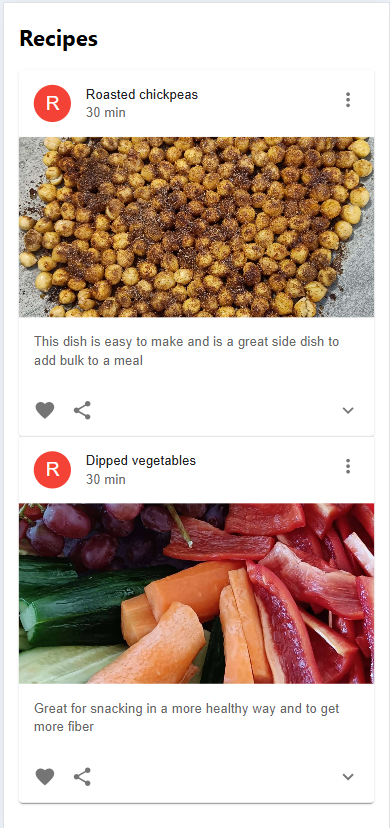 Recipes
R
Roasted chickpeas
30 min
This dish is easy to make and is a great side dish to
add bulk to a meal
R
Dipped vegetables
30 min
Great for snacking in a more healthy way and to get
more fiber